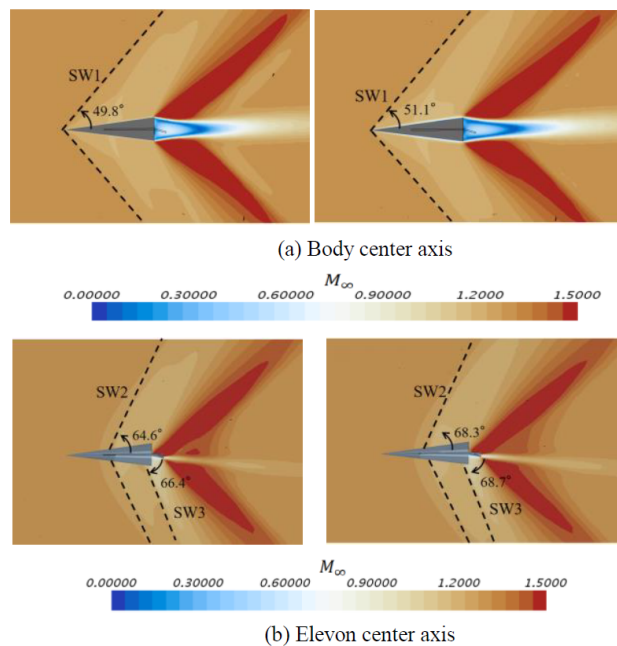 SW1
49.8°
SW1
51.1°
(a) Body center axis
M∞
0.00000 0.30000 0.60000 0.90000 1.2000 1.5000
SW2
64.6°
66.4°
SW3
SW2
68.3°
68.7°
SW3
M∞
0.00000 0.30000 0.60000 0.90000 1.2000 1.5000
(b) Elevon center axis